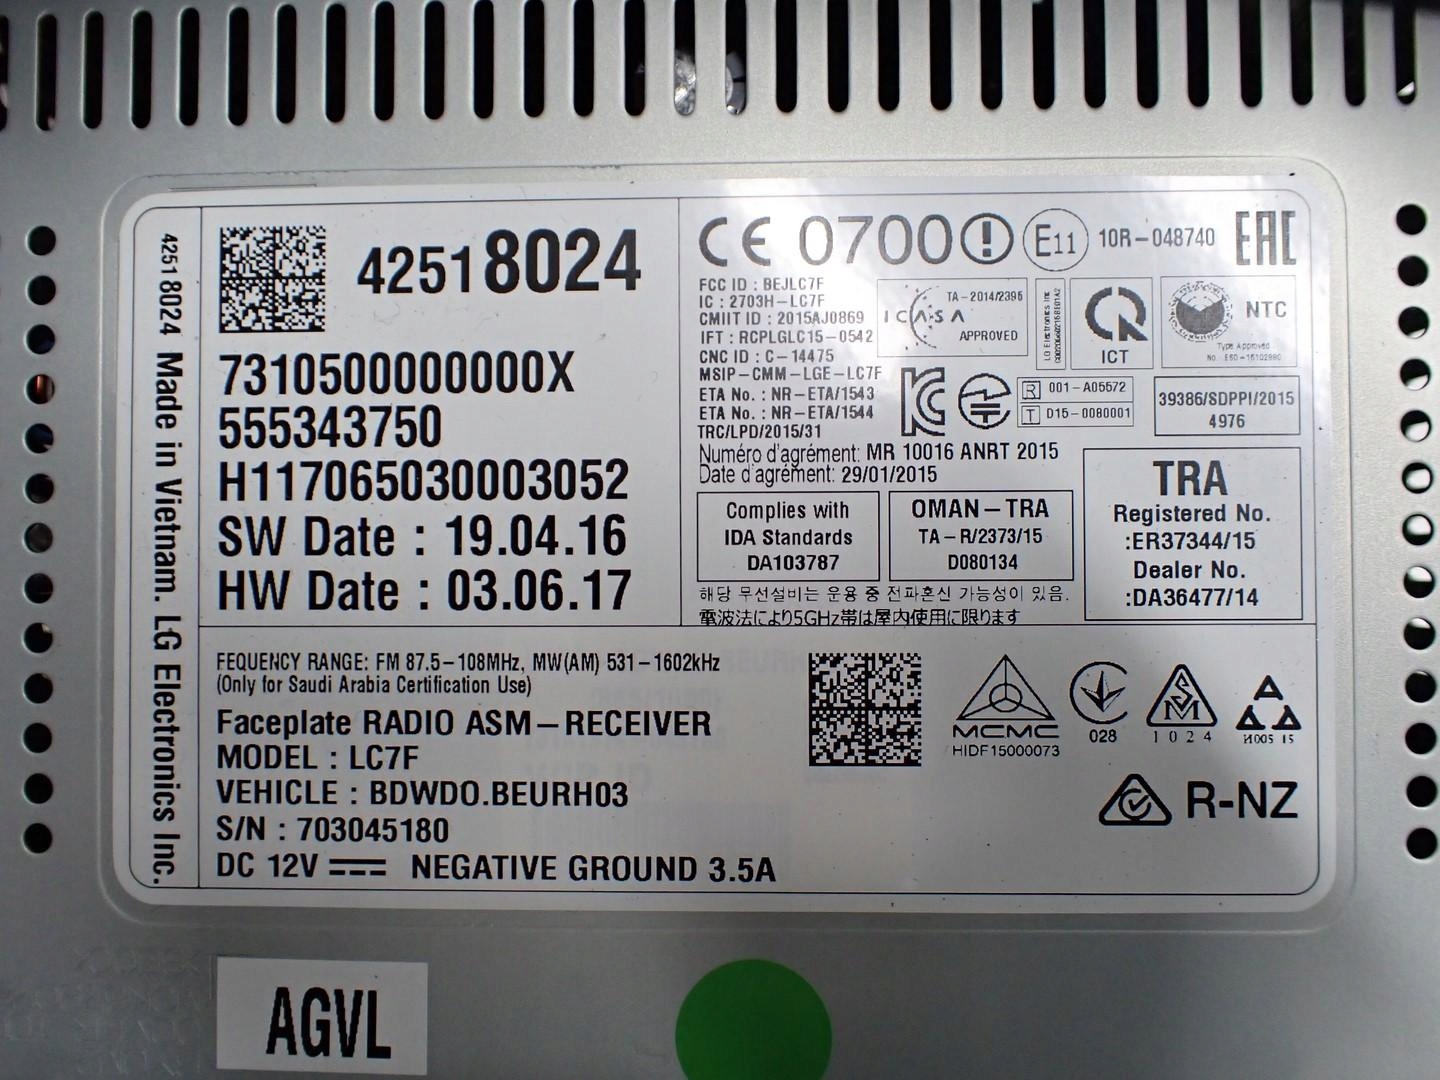 4251 8024 Made in Vietnam. LG Electronics Inc.
42518024
7310500000000X
555343750
H117065030003052
SW Date : 19.04.16
HW Date : 03.06.17
CE 0700 E11 10R-048740 EAC
FCC ID : BEJLC7F
IC : 2703H-LC7F
CMIIT ID : 2015AJ0869
IFT : RCPLGLC15-0542
CNC ID : C-14475
MSIP-CMM-LGE-LC7F
ETA No. : NR-ETA/1543
ETA No. : NR-ETA/1544
TRC/LPD/2015/31
TA-2014/2395
ICASA
APPROVED
LG Electronics Inc
ICT
NTC
Type Approved
R 001-A05572
T D15-0080001
39386/SDPPI/2015
4976
Numéro d'agrément: MR 10016 ANRT 2015
Date d'agrément: 29/01/2015
Complies with
IDA Standards
DA103787
OMAN-TRA
TA-R/2373/15
D080134
TRA
Registered No.
:ER37344/15
Dealer No.
:DA36477/14
해당 무선설비는 운용 중 전파혼신 가능성이 있음.
電波法により5GHz帯は屋内使用に限ります
FEQUENCY RANGE: FM 87.5-108MHz, MW(AM) 531-1602kHz
(Only for Saudi Arabia Certification Use)
Faceplate RADIO ASM-RECEIVER
MODEL : LC7F
VEHICLE : BDWDO.BEURH03
S/N : 703045180
DC 12V NEGATIVE GROUND 3.5A
MCMC
HIDF15000073
028
1024
R-NZ
AGVL